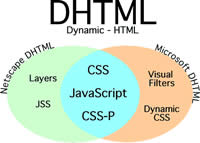 DHTML
Dynamic - HTML
Netscape DHTML
Microsoft DHTML
Layers
JSS
CSS
JavaScript
CSS-P
Visual
Filters
Dynamic
CSS